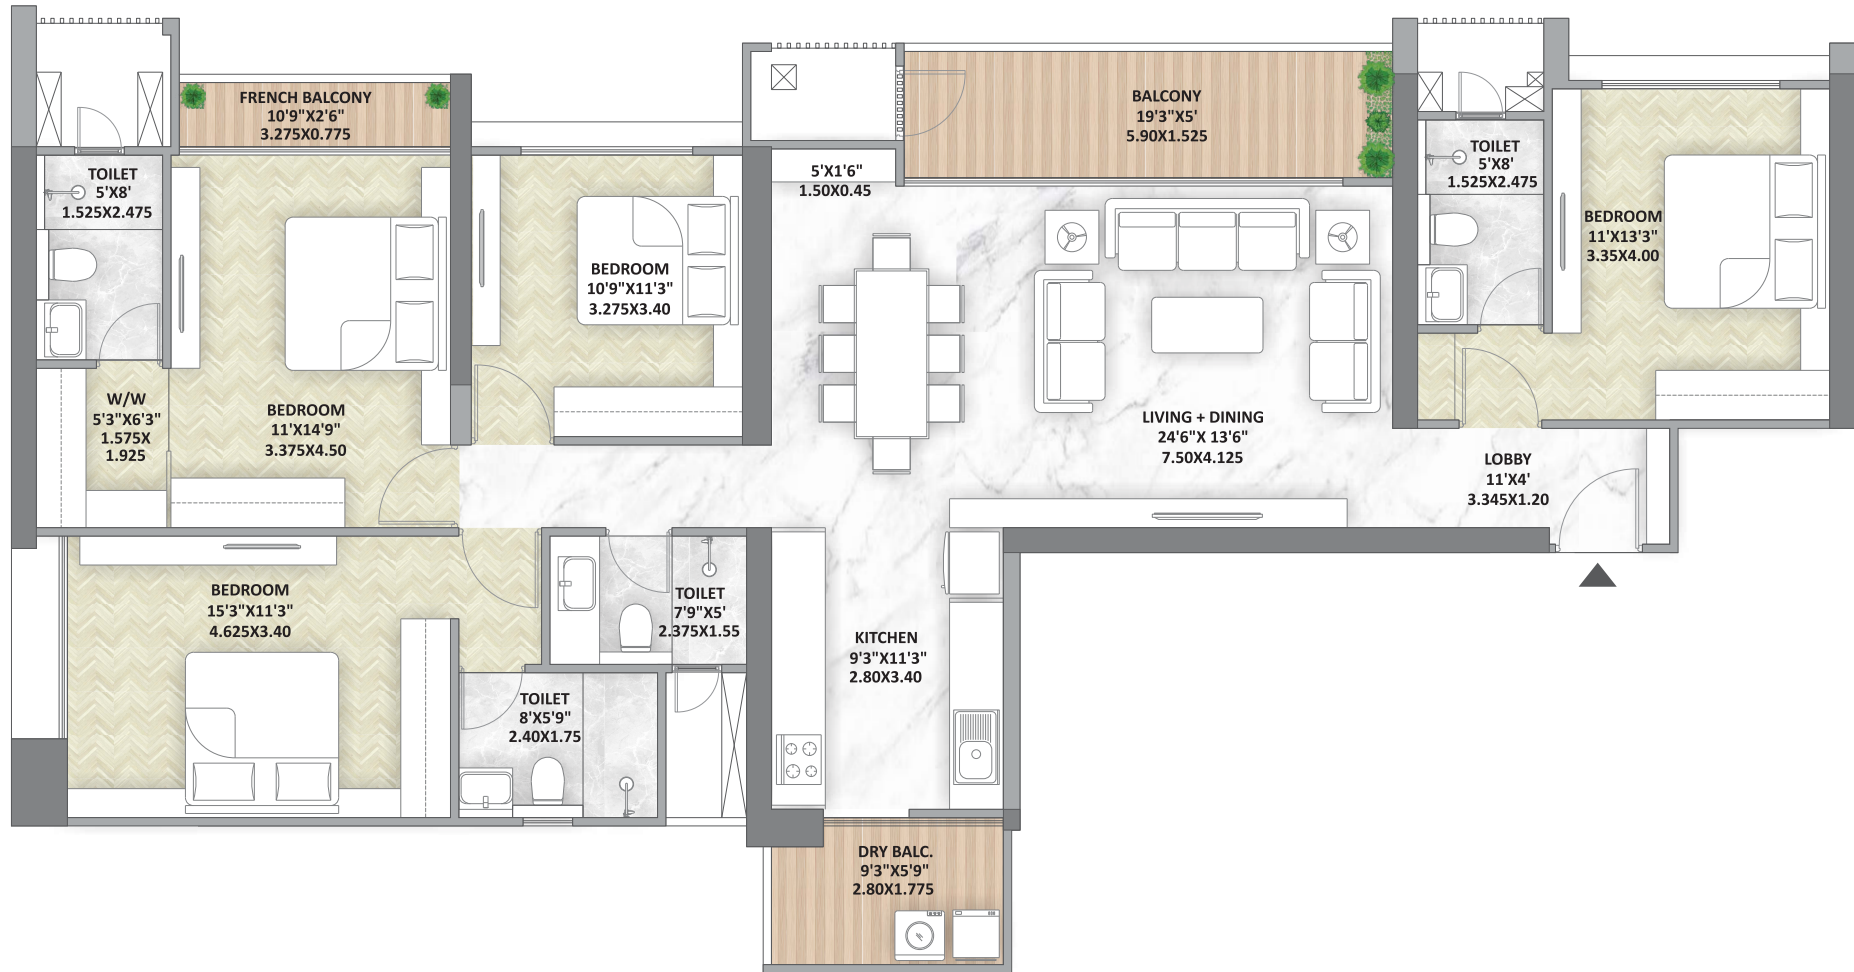 FRENCH BALCONY
10'9"X2'6"
3.275X0.775
BALCONY
19'3"X5'
5.90X1.525
TOILET
5'X8'
1.525X2.475
5'X1'6"
1.50X0.45
TOILET
5'X8'
1.525X2.475
BEDROOM
11'X13'3"
3.35X4.00
BEDROOM
10'9"X11'3"
3.275X3.40
W/W
5'3"X6'3"
1.575X
1.925
BEDROOM
11'X14'9"
3.375X4.50
LIVING + DINING
24'6"X 13'6"
7.50X4.125
LOBBY
11'X4'
3.345X1.20
BEDROOM
15'3"X11'3"
4.625X3.40
TOILET
7'9"X5'
2.375X1.55
KITCHEN
9'3"X11'3"
2.80X3.40
TOILET
8'X5'9"
2.40X1.75
DRY BALC.
9'3"X5'9"
2.80X1.775